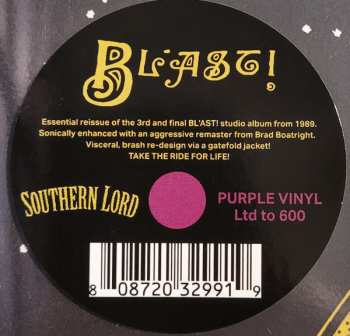 BL'AST!
Essential reissue of the 3rd and final BL'AST! studio album from 1989.
Sonically enhanced with an aggressive remaster from Brad Boatright.
Visceral, brash re-design via a gatefold jacket!
TAKE THE RIDE FOR LIFE!
SOUTHERN LORD
PURPLE VINYL
Ltd to 600
8 08720 32991 9